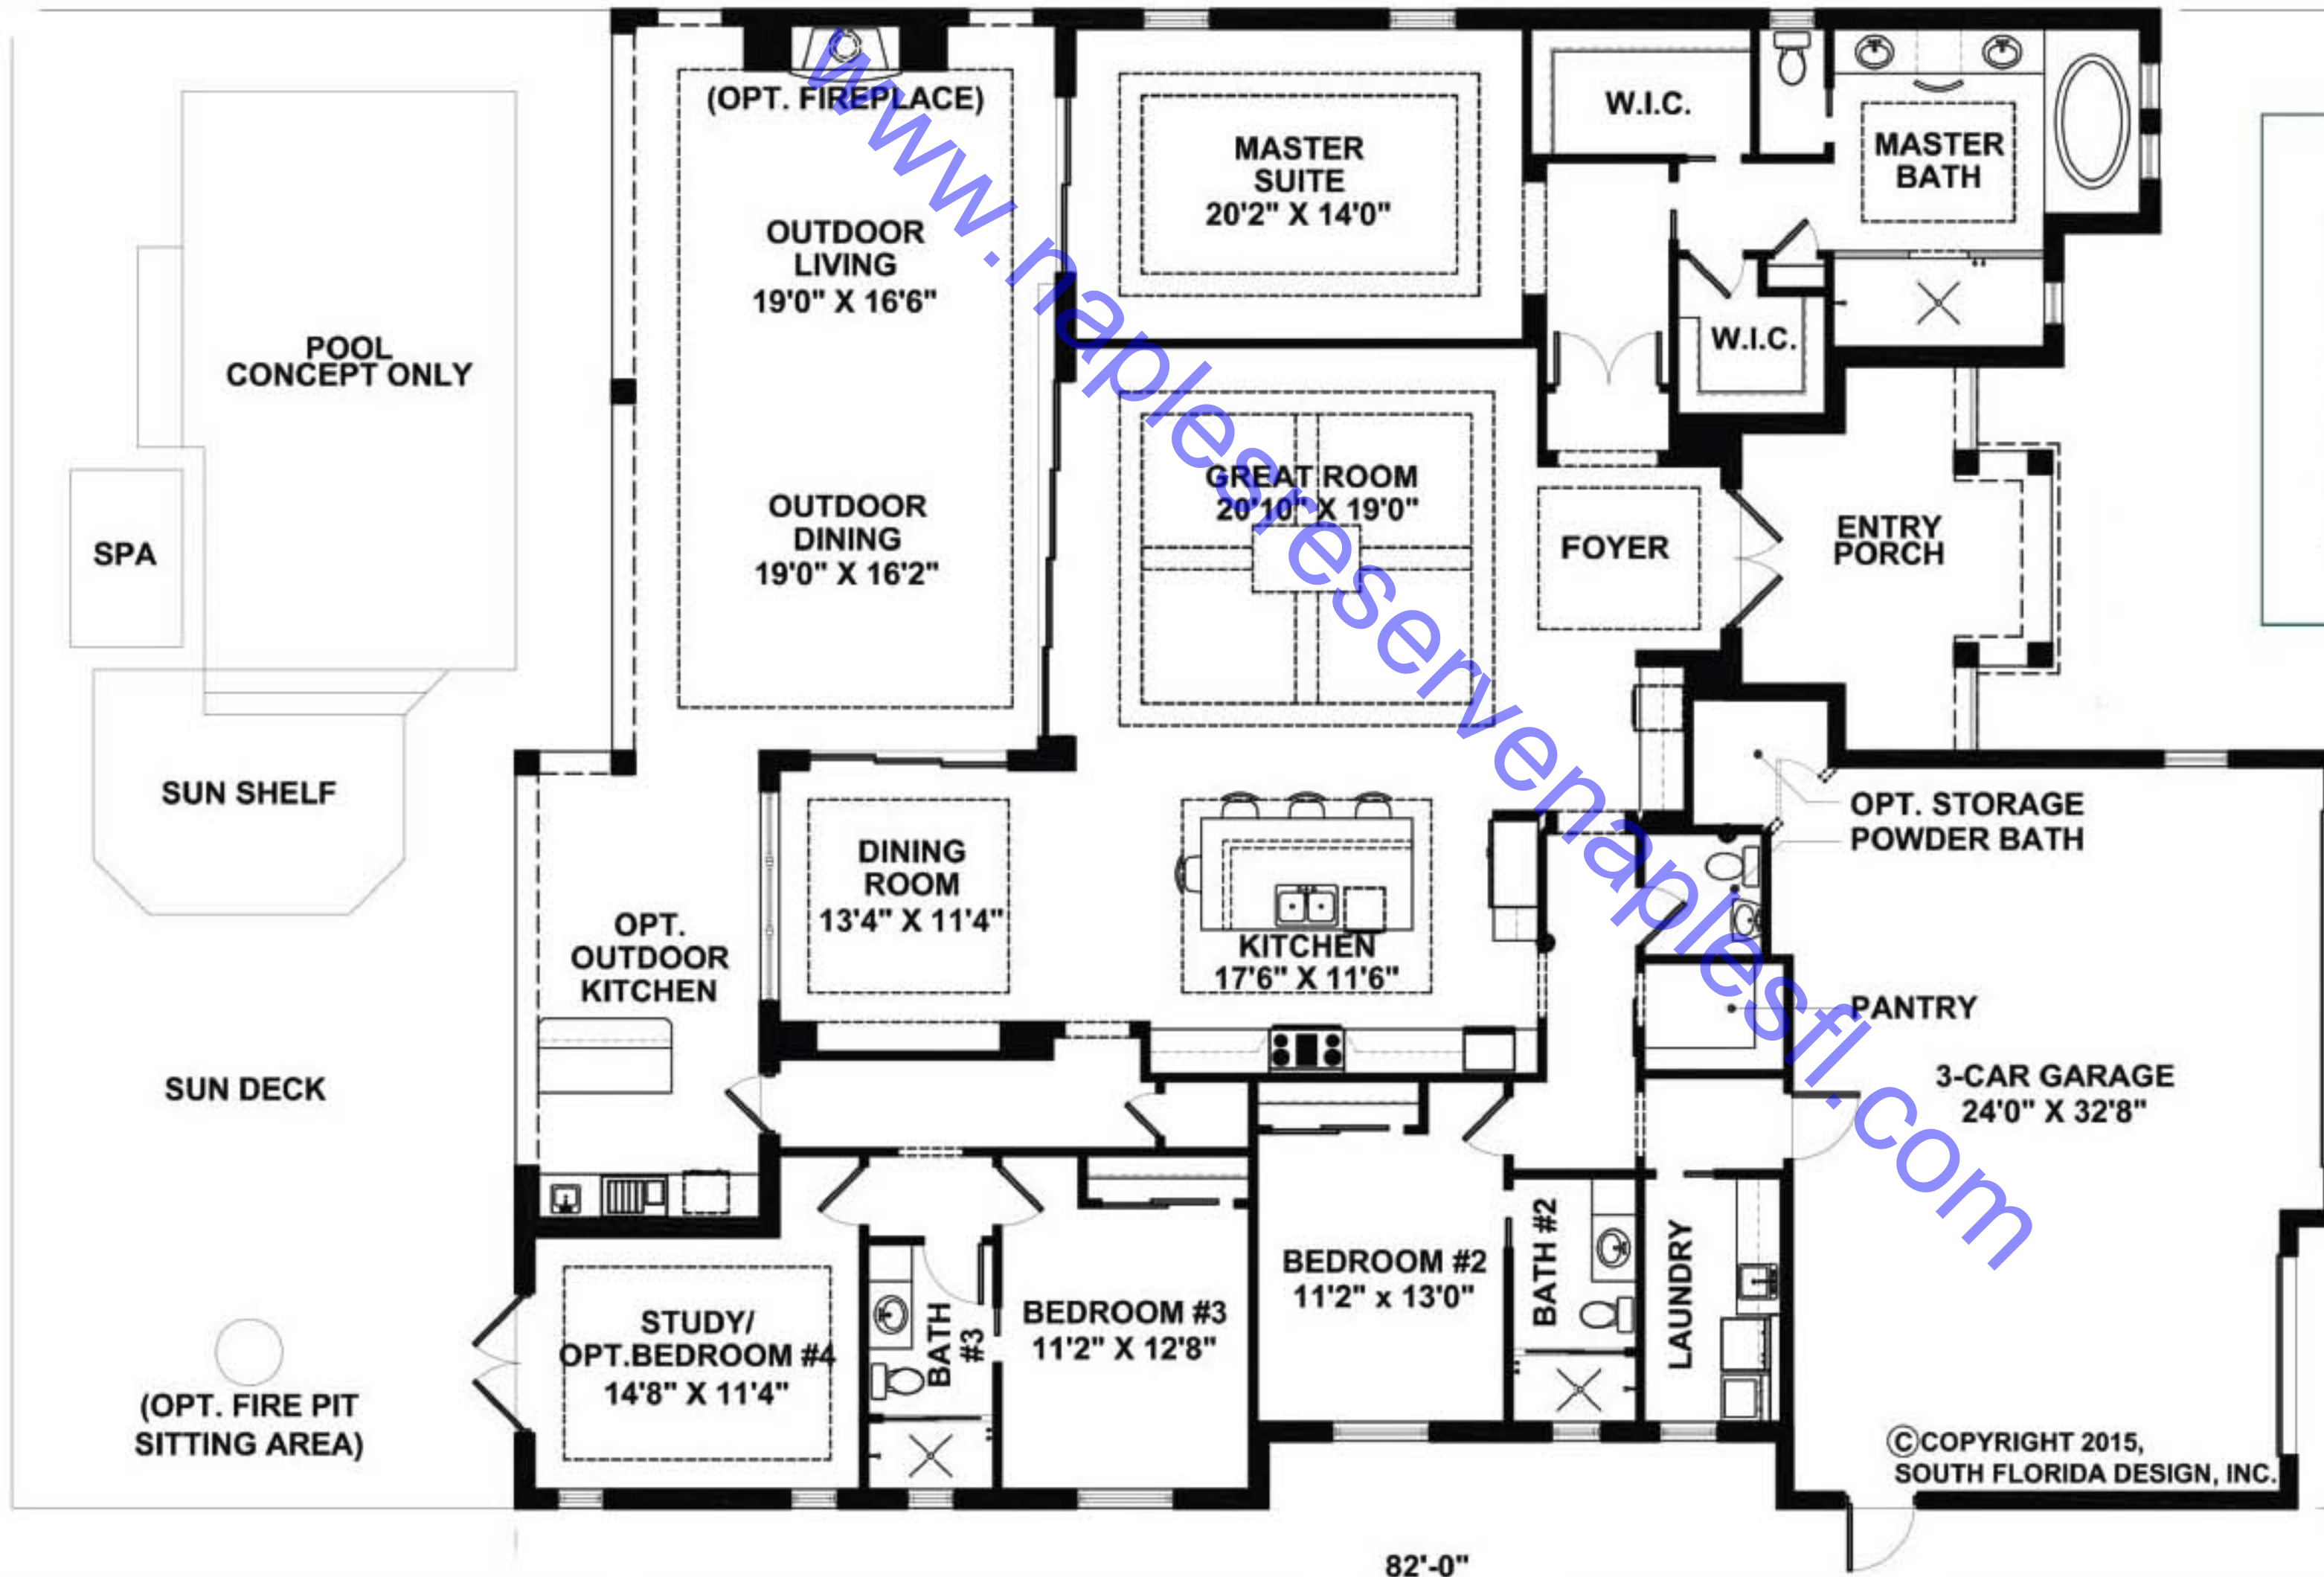 (OPT. FIREPLACE)
OUTDOOR
LIVING
19'0" X 16'6"
OUTDOOR
DINING
19'0" X 16'2"
MASTER
SUITE
20'2" X 14'0"
W.I.C.
MASTER
BATH
W.I.C.
POOL
CONCEPT ONLY
SPA
SUN SHELF
SUN DECK
(OPT. FIRE PIT
SITTING AREA)
GREAT ROOM
20'10" X 19'0"
FOYER
ENTRY
PORCH
OPT. STORAGE
POWDER BATH
DINING
ROOM
13'4" X 11'4"
OPT.
OUTDOOR
KITCHEN
KITCHEN
17'6" X 11'6"
PANTRY
3-CAR GARAGE
24'0" X 32'8"
STUDY/
OPT.BEDROOM #4
14'8" X 11'4"
BATH
#3
BEDROOM #3
11'2" X 12'8"
BEDROOM #2
11'2" x 13'0"
BATH #2
LAUNDRY
©COPYRIGHT 2015,
SOUTH FLORIDA DESIGN, INC.
82'-0"
www.naplesreservenaplesfl.com